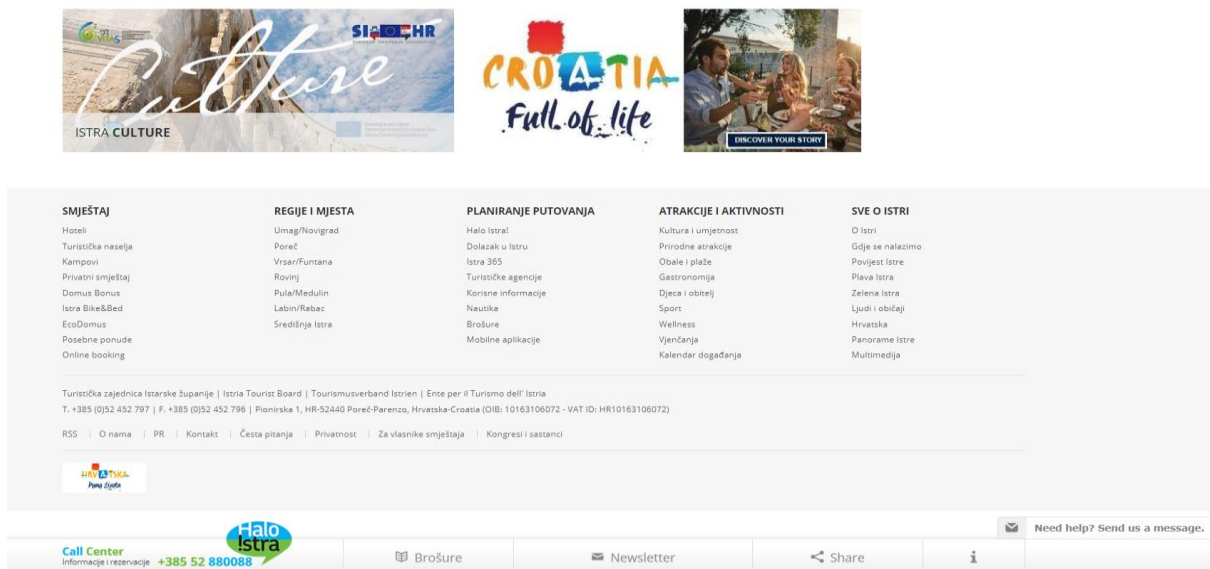 VITAS
SI HR
Culture
ISTRA CULTURE
CROATIA
Full of life
DISCOVER YOUR STORY
SMJEŠTAJ
Hoteli
Turistička naselja
Kampovi
Privatni smještaj
Domus Bonus
Istra Bike&Bed
EcoDomus
Posebne ponude
Online booking
REGIJE I MJESTA
Umag/Novigrad
Poreč
Vrsar/Funtana
Rovinj
Pula/Medulin
Labin/Rabac
Središnja Istra
PLANIRANJE PUTOVANJA
Halo Istra!
Dolazak u Istru
Istra 365
Turističke agencije
Korisne informacije
Nautika
Brošure
Mobilne aplikacije
ATRAKCIJE I AKTIVNOSTI
Kultura i umjetnost
Prirodne atrakcije
Obale i plaže
Gastronomija
Djeca i obitelj
Sport
Wellness
Vjenčanja
Kalendar događanja
SVE O ISTRI
O Istri
Gdje se nalazimo
Povijest Istre
Plava Istra
Zelena Istra
Ljudi i običaji
Hrvatska
Panorame Istre
Multimedija
Turistička zajednica Istarske županije | Istria Tourist Board | Tourismusverband Istrien | Ente per il Turismo dell' Istria
T. +385 (0)52 452 797 | F. +385 (0)52 452 796 | Pionirska 1, HR-52440 Poreč-Parenzo, Hrvatska-Croatia (OIB: 10163106072 - VAT ID: HR10163106072)
RSS | O nama | PR | Kontakt | Česta pitanja | Privatnost | Za vlasnike smještaja | Kongresi i sastanci
HRVATSKA
Puna života
Need help? Send us a message.
Call Center
Informacije i rezervacije +385 52 880088
Halo
Istra
Brošure
Newsletter
Share
i